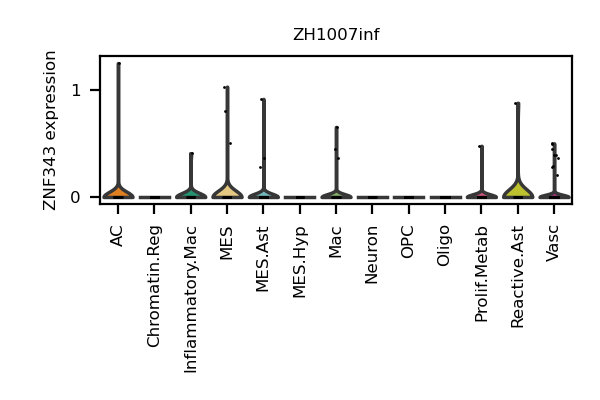 ZH1007inf
ZNF343 expression
1
0
AC
Chromatin.Reg
Inflammatory.Mac
MES
MES.Ast
MES.Hyp
Mac
Neuron
OPC
Oligo
Prolif.Metab
Reactive.Ast
Vasc